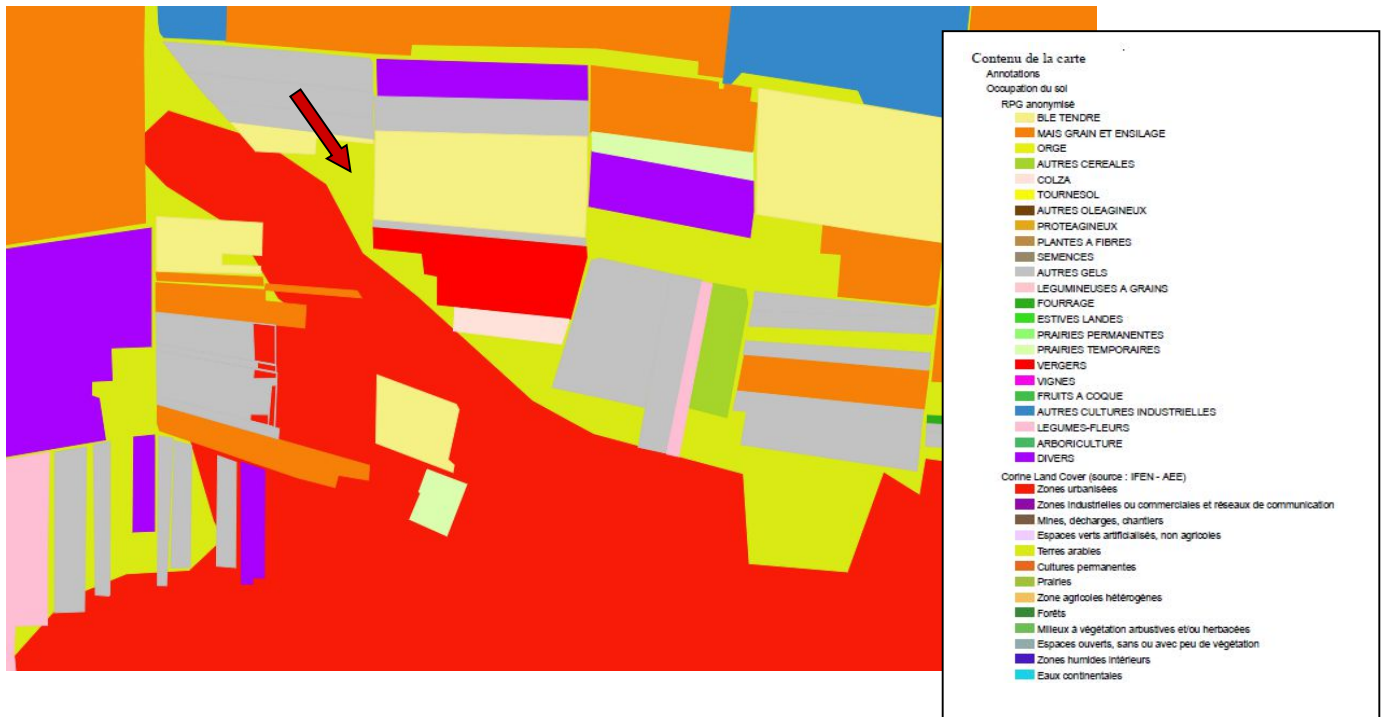 Contenu de la carte
Annotations
Occupation du sol
RPG anonymisé
BLE TENDRE
MAIS GRAIN ET ENSILAGE
ORGE
AUTRES CEREALES
COLZA
TOURNESOL
AUTRES OLEAGINEUX
PROTEAGINEUX
PLANTES A FIBRES
SEMENCES
AUTRES GELS
LEGUMINEUSES A GRAINS
FOURRAGE
ESTIVES LANDES
PRAIRIES PERMANENTES
PRAIRIES TEMPORAIRES
VERGERS
VIGNES
FRUITS A COQUE
AUTRES CULTURES INDUSTRIELLES
LEGUMES-FLEURS
ARBORICULTURE
DIVERS
Corine Land Cover (source : IFEN - AEE)
Zones urbanisées
Zones industrielles ou commerciales et réseaux de communication
Mines, décharges, chantiers
Espaces verts artificialisés, non agricoles
Terres arables
Cultures permanentes
Prairies
Zone agricoles hétérogènes
Forêts
Milieux à végétation arbustives et/ou herbacées
Espaces ouverts, sans ou avec peu de végétation
Zones humides intérieurs
Eaux continentales